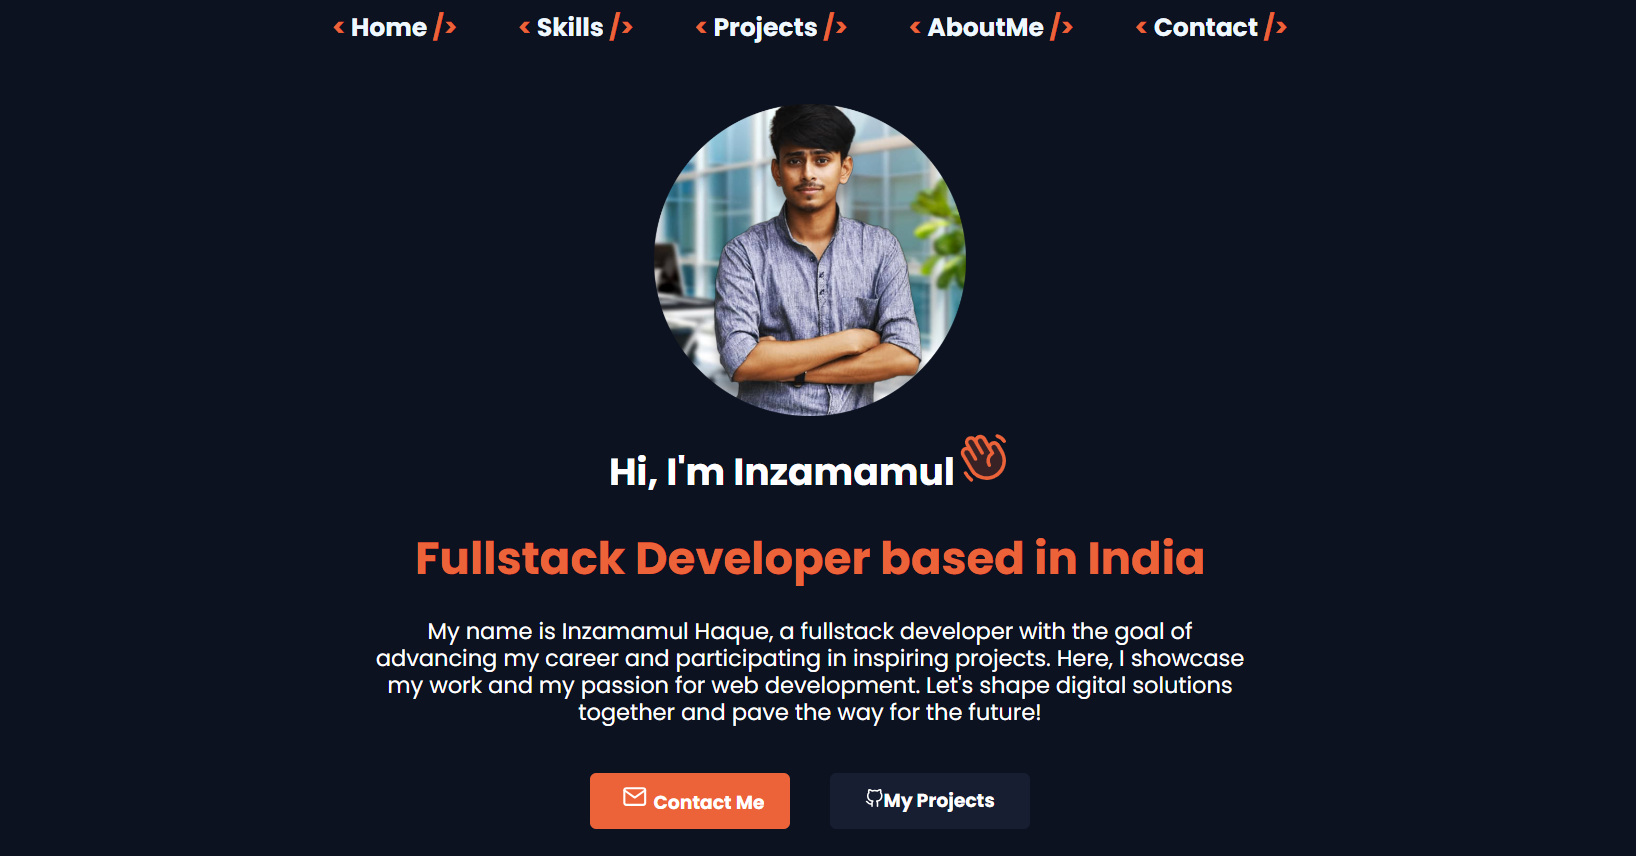 < Home /> < Skills /> < Projects /> < AboutMe /> < Contact />
Hi, I'm Inzamamul
Fullstack Developer based in India
My name is Inzamamul Haque, a fullstack developer with the goal of
advancing my career and participating in inspiring projects. Here, I showcase
my work and my passion for web development. Let's shape digital solutions
together and pave the way for the future!
Contact Me My Projects